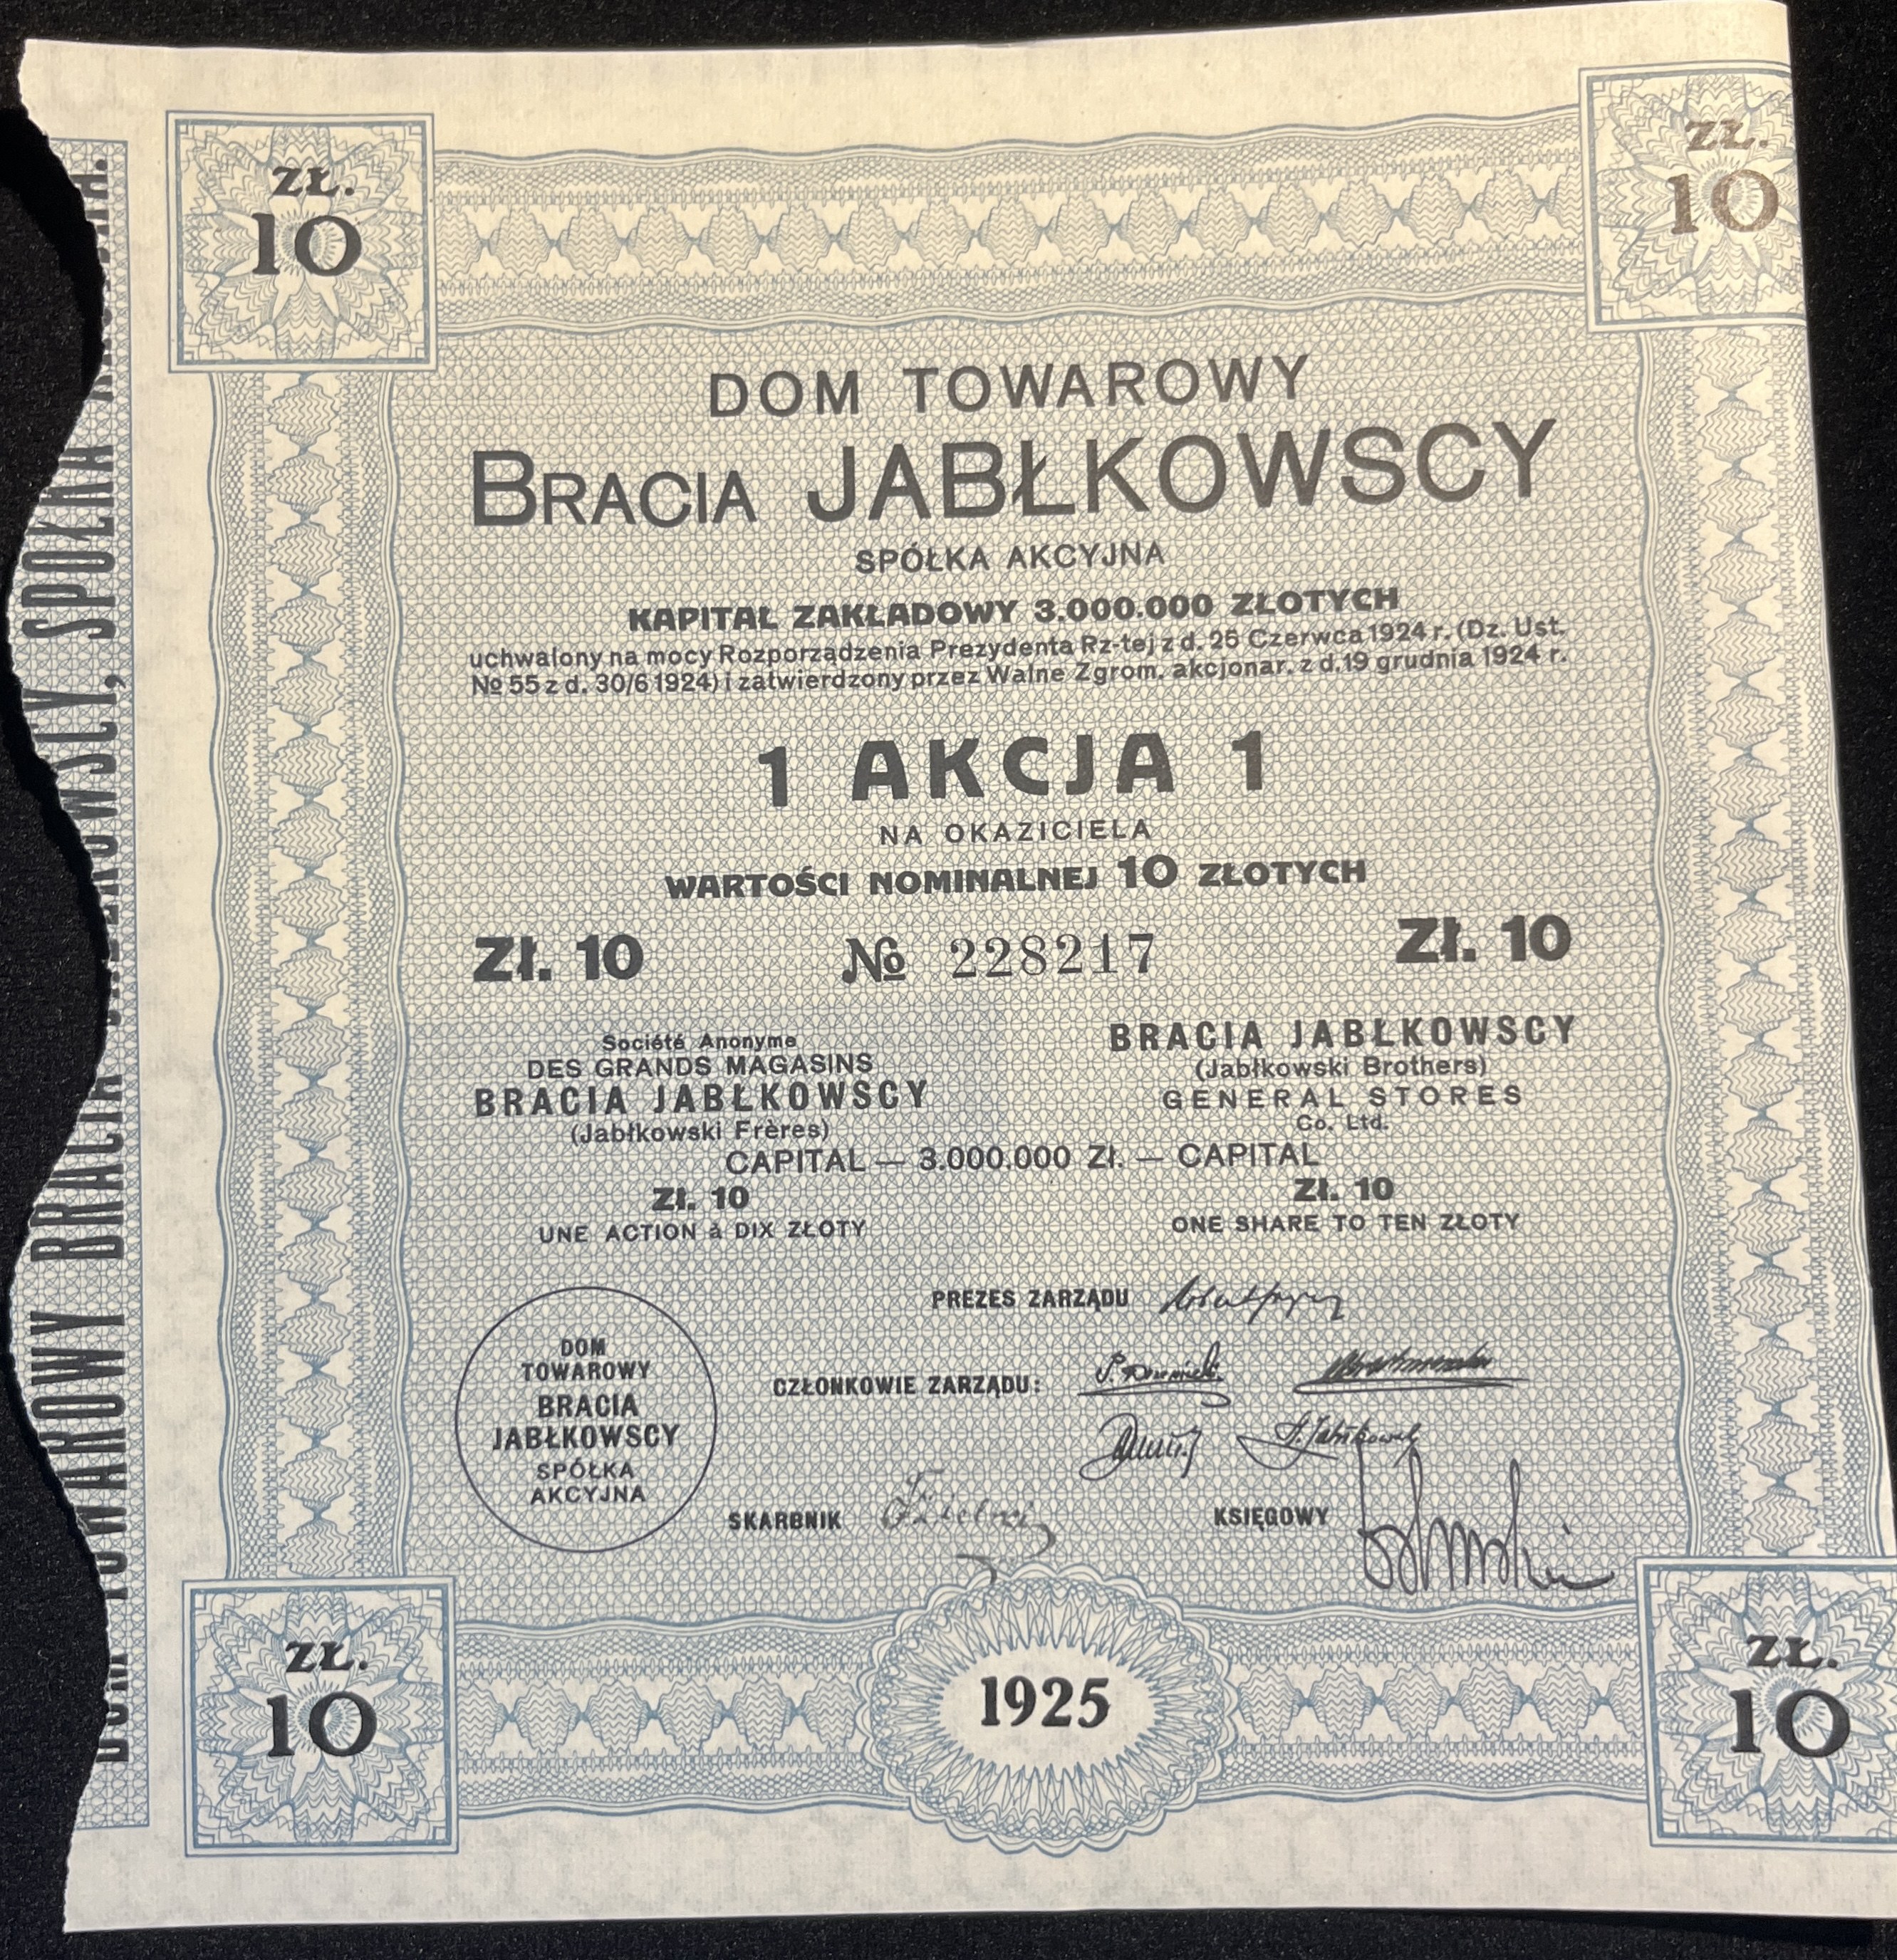 ZŁ.
10
ZŁ.
10
DOM TOWAROWY
BRACIA JABŁKOWSCY
SPÓŁKA AKCYJNA
KAPITAŁ ZAKŁADOWY 3.000.000 ZŁOTYCH
uchwalony na mocy Rozporządzenia Prezydenta Rz-tej z d. 25 Czerwca 1924 r. (Dz. Ust.
№ 55 z d. 30/6 1924) i zatwierdzony przez Walne Zgrom. akcjonar. z d. 19 grudnia 1924 r.
1 AKCJA 1
NA OKAZICIELA
WARTOŚCI NOMINALNEJ 10 ZŁOTYCH
Zł. 10 № 228217 Zł. 10
Société Anonyme
DES GRANDS MAGASINS
BRACIA JABŁKOWSCY
(Jabłkowski Frères)
BRACIA JABŁKOWSCY
(Jabłkowski Brothers)
GENERAL STORES
Co. Ltd.
CAPITAL — 3.000.000 Zł. — CAPITAL
Zł. 10
UNE ACTION à DIX ZŁOTY
Zł. 10
ONE SHARE TO TEN ZŁOTY
PREZES ZARZĄDU
CZŁONKOWIE ZARZĄDU:
DOM
TOWAROWY
BRACIA
JABŁKOWSCY
SPÓŁKA
AKCYJNA
SKARBNIK
KSIĘGOWY
ZŁ.
10
1925
ZŁ.
10
DOM TOWAROWY BRACIA JABŁKOWSCY, SPÓŁKA